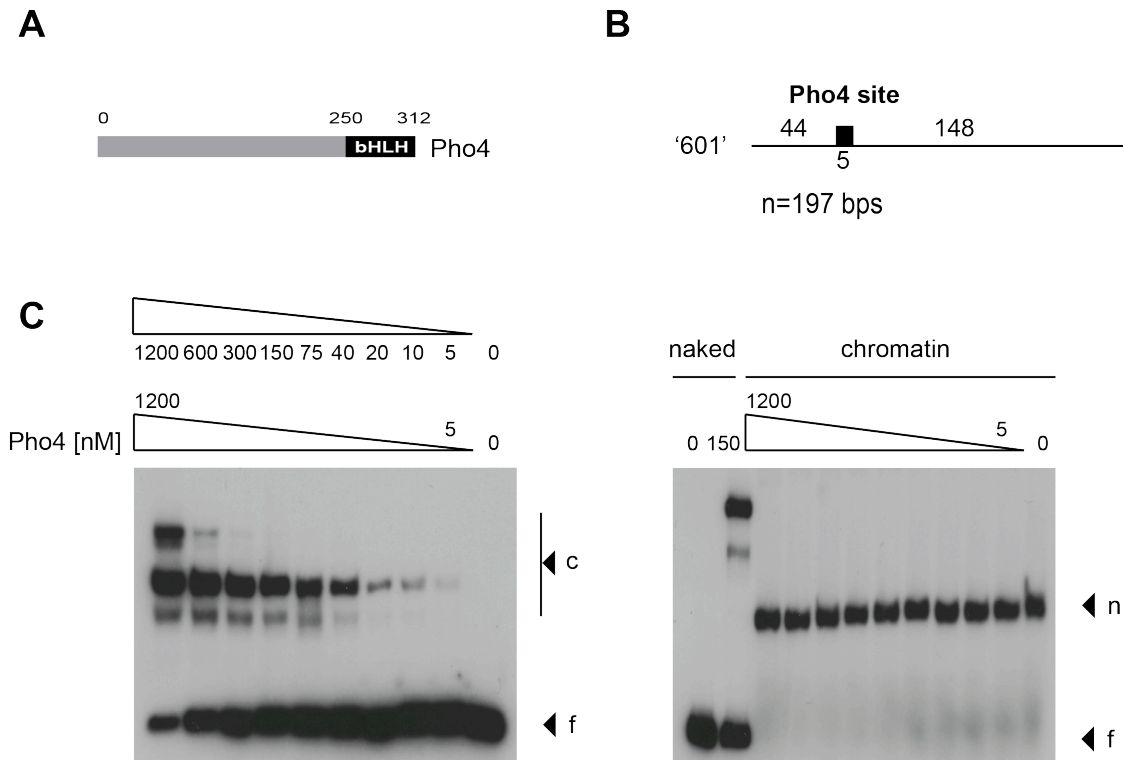 A
0 250 312
bHLH Pho4
B
Pho4 site
44 148
‘601’
5
n=197 bps
C
1200 600 300 150 75 40 20 10 5 0
1200
5
Pho4 [nM] 0
c
f
naked chromatin
1200
5
0 150 0
n
f